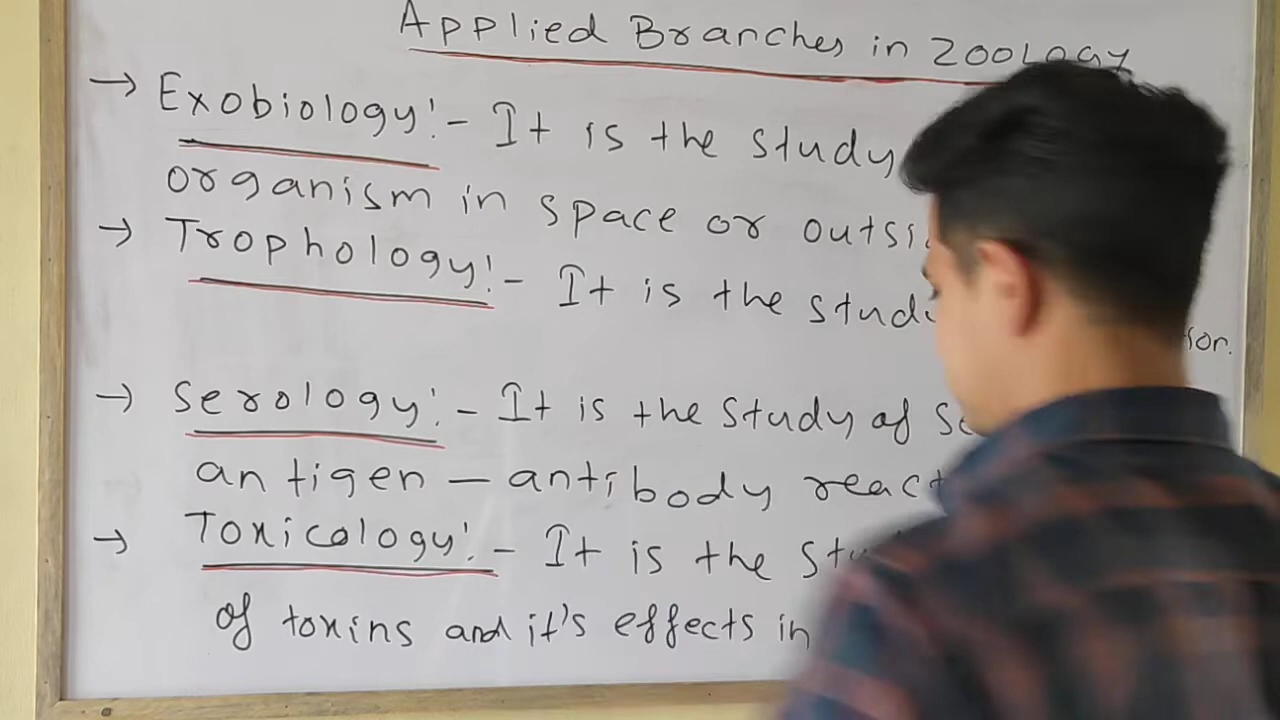 Applied Branches in Zoology
→ Exobiology:- It is the study
organism in space or outsi
→ Trophology:- It is the stud
→ Serology:- It is the study of se
antigen – antibody react
→ Toxicology:- It is the stu
of toxins and it's effects in